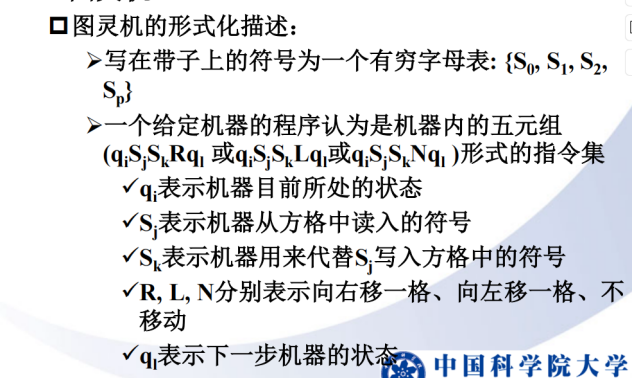 图灵机的形式化描述：
➢写在带子上的符号为一个有穷字母表: {S0, S1, S2,
Sp}
➢一个给定机器的程序认为是机器内的五元组
(qiSjSkRql 或qiSjSkLql或qiSjSkNql )形式的指令集
✓qi表示机器目前所处的状态
✓Sj表示机器从方格中读入的符号
✓Sk表示机器用来代替Sj写入方格中的符号
✓R, L, N分别表示向右移一格、向左移一格、不
移动
✓ql表示下一步机器的状态
中国科学院大学